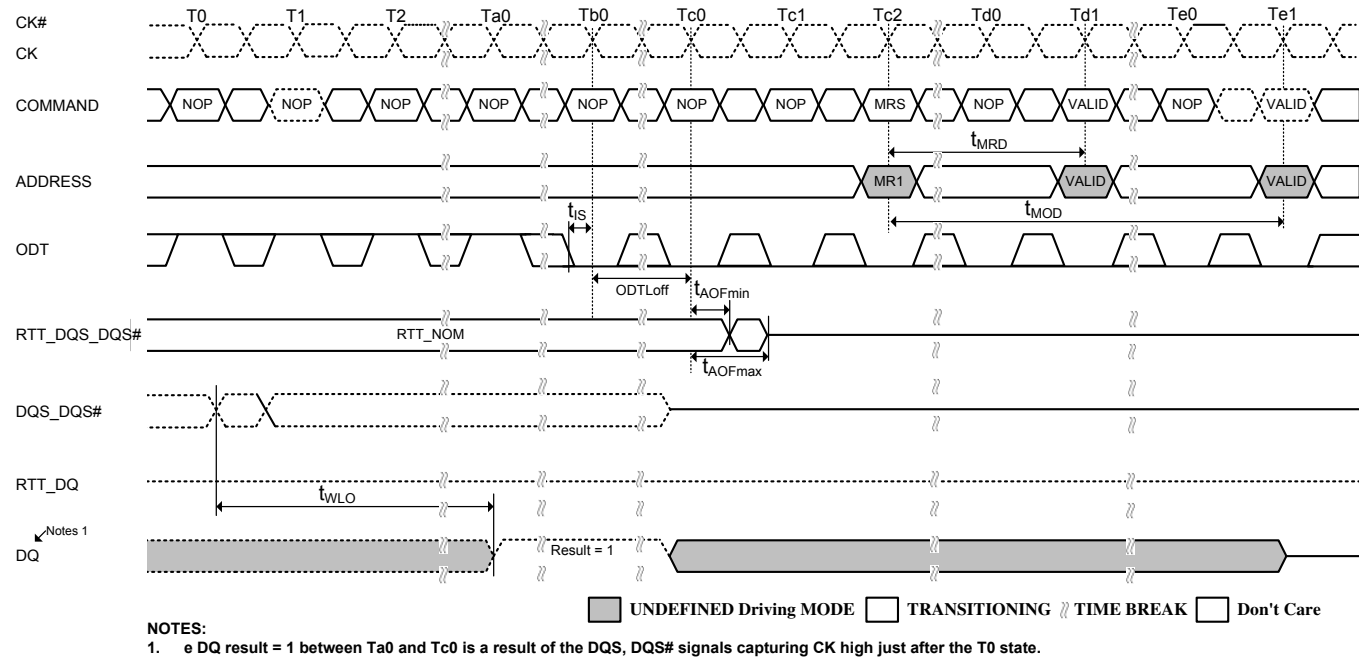 T0 T1 T2 Ta0 Tb0 Tc0 Tc1 Tc2 Td0 Td1 Te0 Te1
CK#
CK
COMMAND NOP NOP NOP NOP NOP NOP NOP MRS NOP VALID NOP VALID
tMRD
ADDRESS MR1 VALID VALID
tIS tMOD
ODT
ODTLoff tAOFmin
RTT_DQS_DQS# RTT_NOM
tAOFmax
DQS_DQS#
RTT_DQ
tWLO
Notes 1
DQ Result = 1
UNDEFINED Driving MODE TRANSITIONING TIME BREAK Don't Care
NOTES:
1. e DQ result = 1 between Ta0 and Tc0 is a result of the DQS, DQS# signals capturing CK high just after the T0 state.